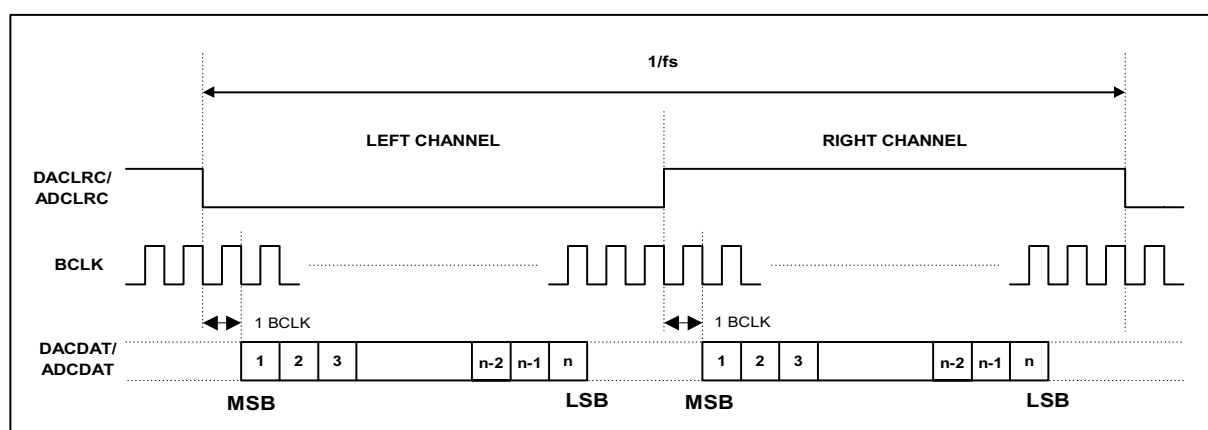 1/fs
LEFT CHANNEL
RIGHT CHANNEL
DACLRC/
ADCLRC
BCLK
1 BCLK
1 BCLK
DACDAT/
ADCDAT
1 2 3 n-2 n-1 n
1 2 3 n-2 n-1 n
MSB
LSB
MSB
LSB